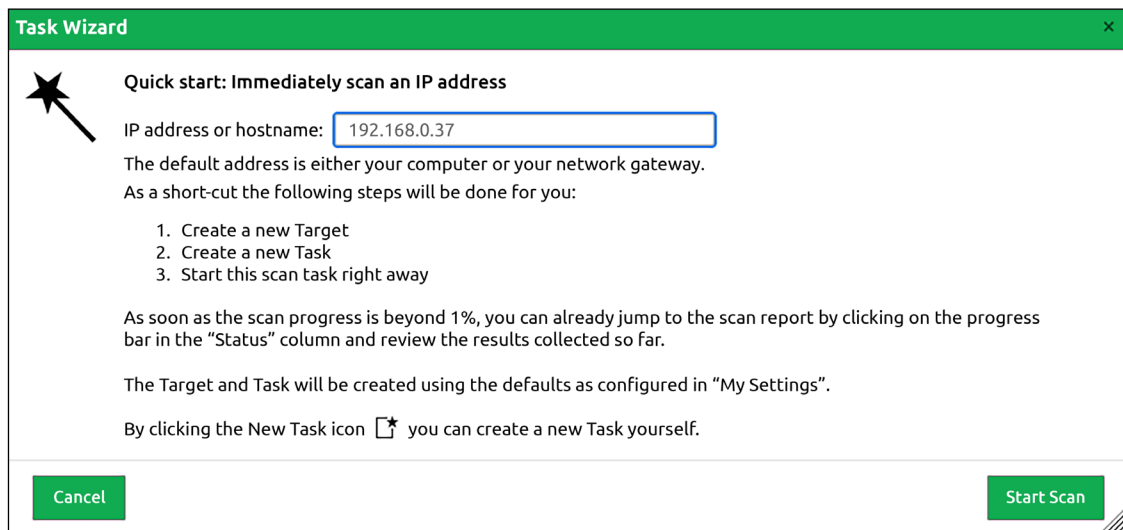 Task Wizard ×
Quick start: Immediately scan an IP address
IP address or hostname: 192.168.0.37
The default address is either your computer or your network gateway.
As a short-cut the following steps will be done for you:
1. Create a new Target
2. Create a new Task
3. Start this scan task right away
As soon as the scan progress is beyond 1%, you can already jump to the scan report by clicking on the progress
bar in the “Status” column and review the results collected so far.
The Target and Task will be created using the defaults as configured in “My Settings”.
By clicking the New Task icon you can create a new Task yourself.
Cancel Start Scan